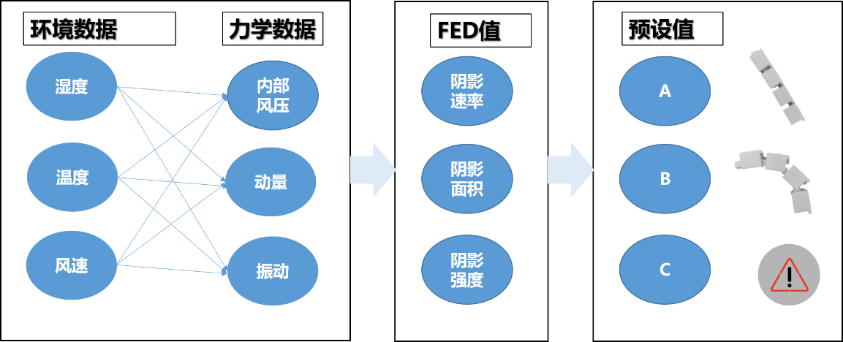 环境数据
力学数据
FED值
预设值
湿度
内部
风压
阴影
速率
A
温度
动量
阴影
面积
B
风速
振动
阴影
强度
C